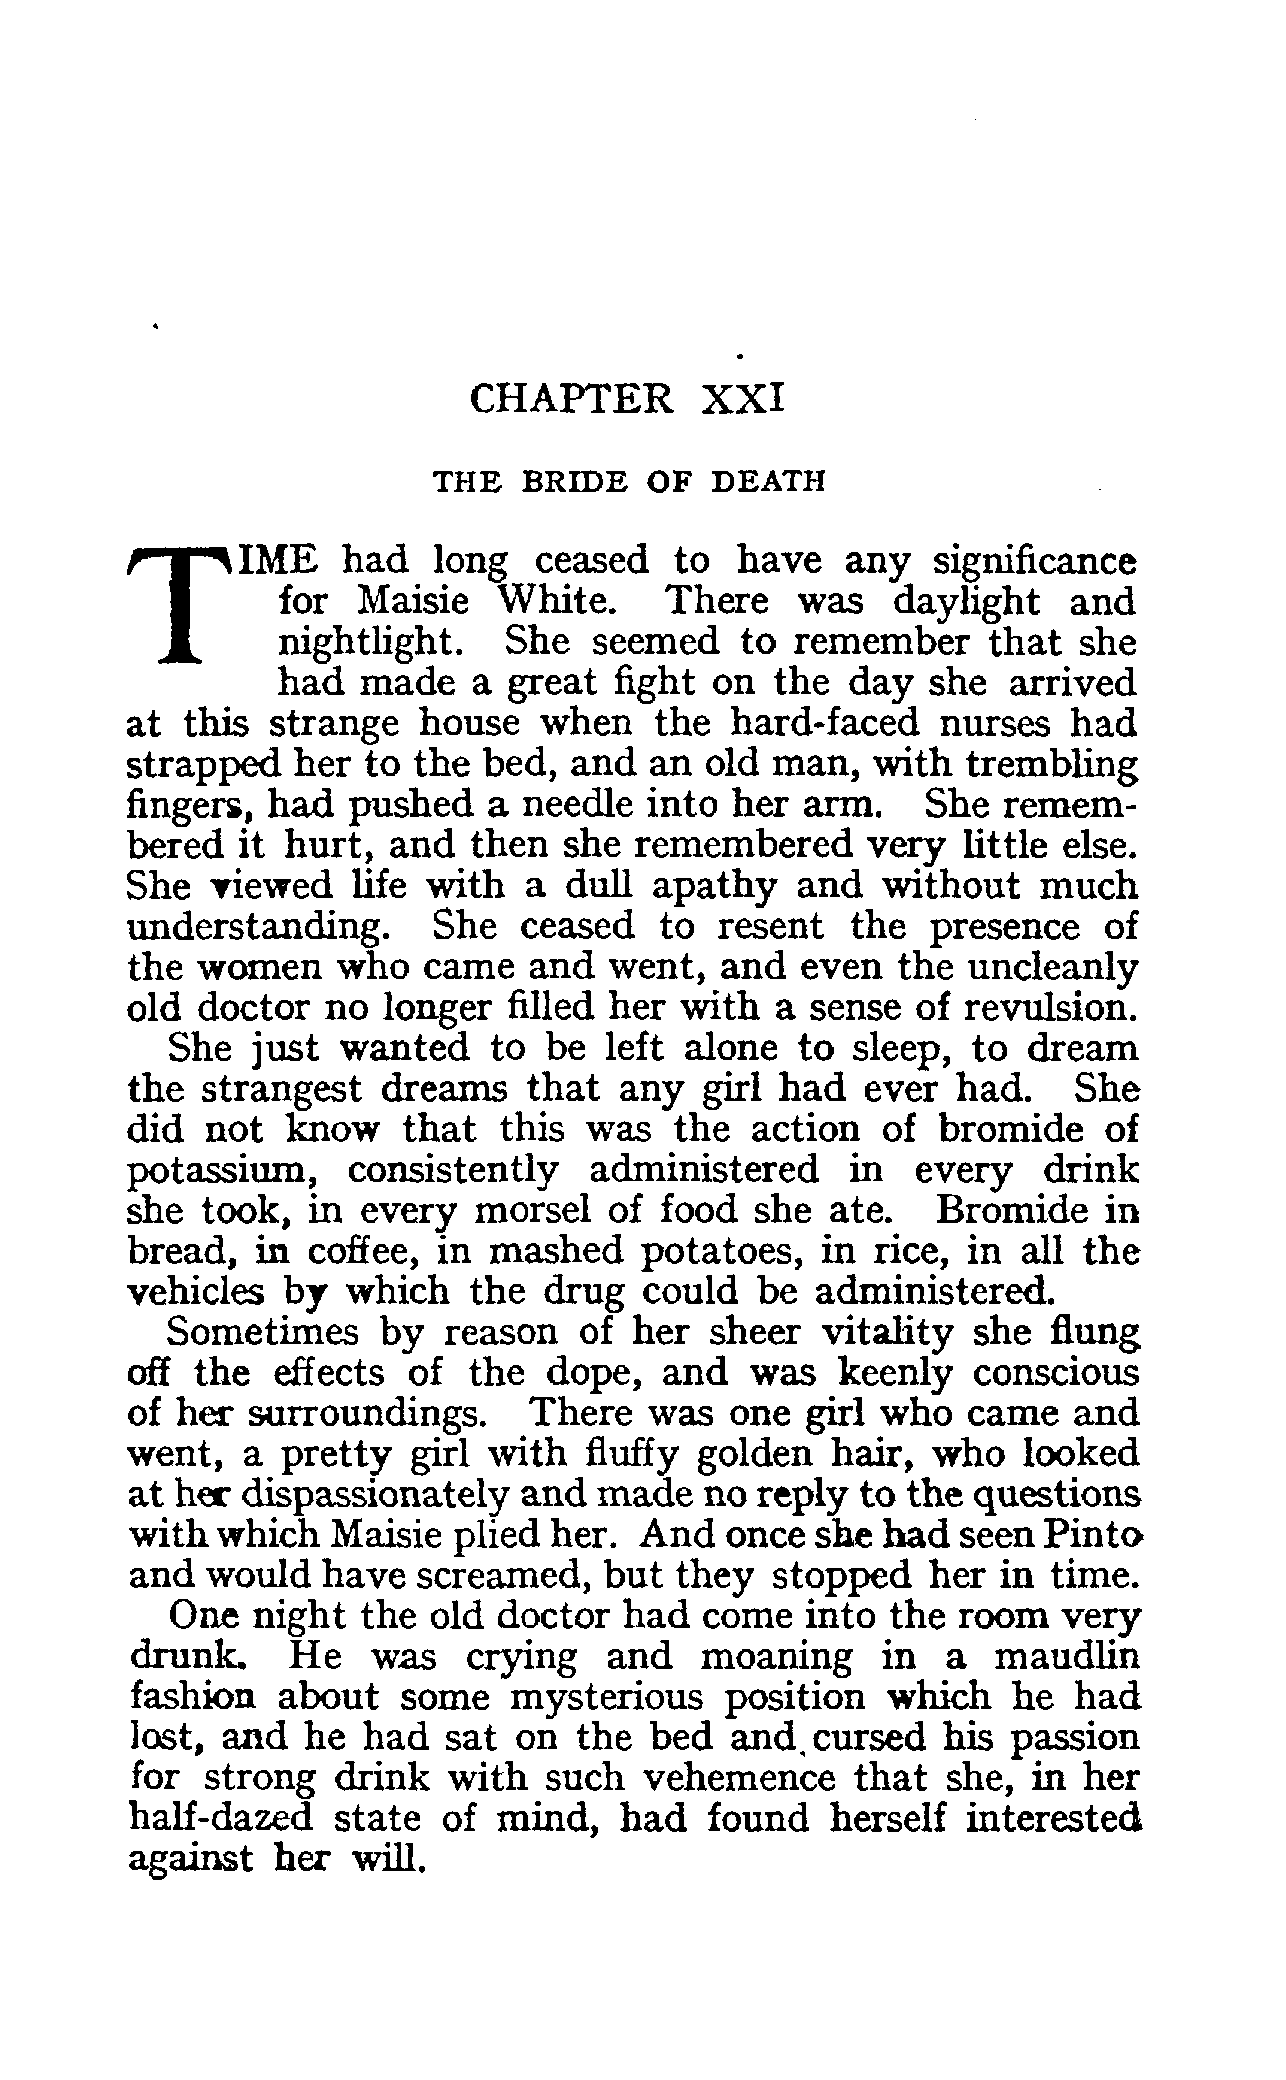 CHAPTER XXI
THE BRIDE OF DEATH
TIME had long ceased to have any significance
for Maisie White. There was daylight and
nightlight. She seemed to remember that she
had made a great fight on the day she arrived
at this strange house when the hard-faced nurses had
strapped her to the bed, and an old man, with trembling
fingers, had pushed a needle into her arm. She remem-
bered it hurt, and then she remembered very little else.
She viewed life with a dull apathy and without much
understanding. She ceased to resent the presence of
the women who came and went, and even the uncleanly
old doctor no longer filled her with a sense of revulsion.
She just wanted to be left alone to sleep, to dream
the strangest dreams that any girl had ever had. She
did not know that this was the action of bromide of
potassium, consistently administered in every drink
she took, in every morsel of food she ate. Bromide in
bread, in coffee, in mashed potatoes, in rice, in all the
vehicles by which the drug could be administered.
Sometimes by reason of her sheer vitality she flung
off the effects of the dope, and was keenly conscious
of her surroundings. There was one girl who came and
went, a pretty girl with fluffy golden hair, who looked
at her dispassionately and made no reply to the questions
with which Maisie plied her. And once she had seen Pinto
and would have screamed, but they stopped her in time.
One night the old doctor had come into the room very
drunk. He was crying and moaning in a maudlin
fashion about some mysterious position which he had
lost, and he had sat on the bed and cursed his passion
for strong drink with such vehemence that she, in her
half-dazed state of mind, had found herself interested
against her will.